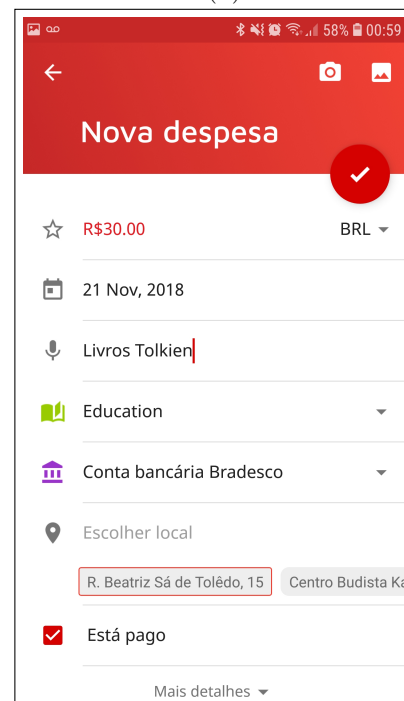 58% 00:59
Nova despesa
R$30.00 BRL
21 Nov, 2018
Livros Tolkien
Education
Conta bancária Bradesco
Escolher local
R. Beatriz Sá de Tolêdo, 15 Centro Budista Ka
Está pago
Mais detalhes